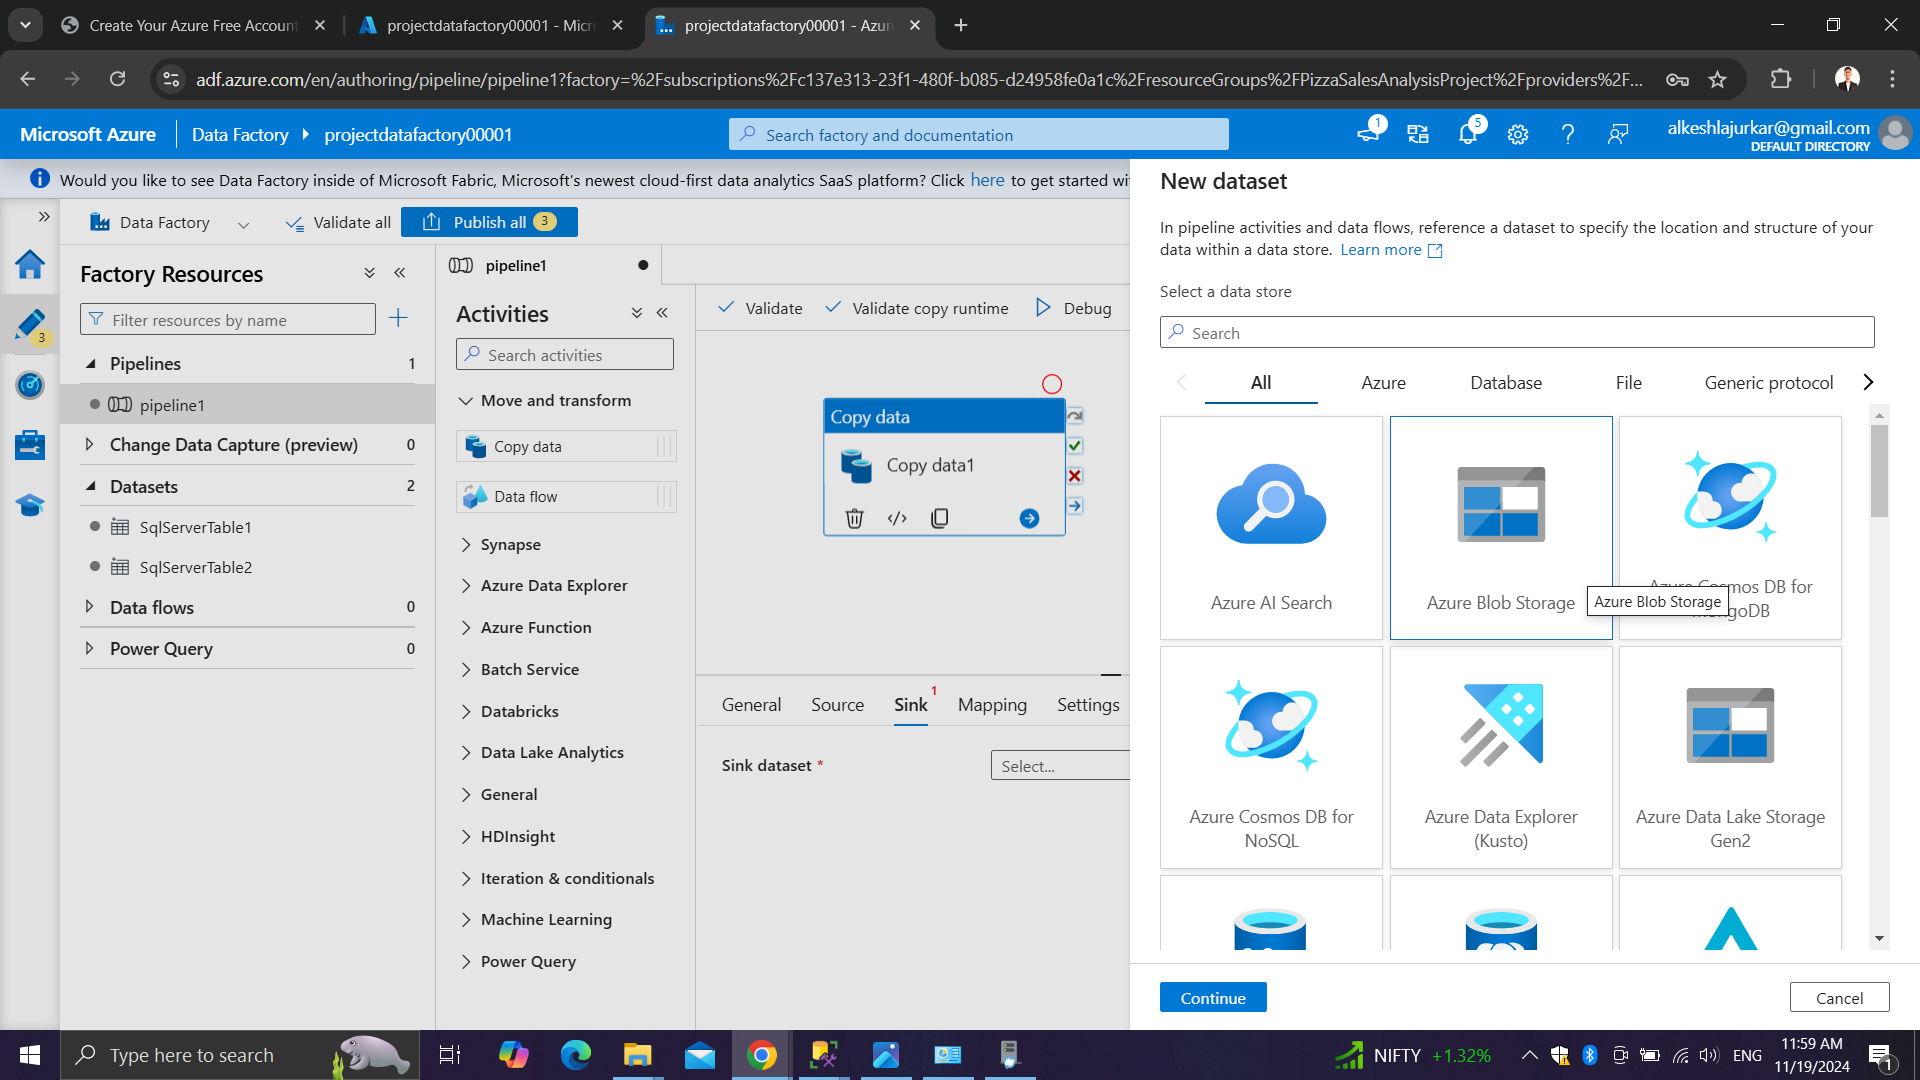 Create Your Azure Free Account
projectdatafactory00001 - Micro
projectdatafactory00001 - Azure
adf.azure.com/en/authoring/pipeline/pipeline1?factory=%2Fsubscriptions%2Fc137e313-23f1-480f-b085-d24958fe0a1c%2FresourceGroups%2FPizzaSalesAnalysisProject%2Fproviders%2F...
Microsoft Azure
Data Factory
projectdatafactory00001
Search factory and documentation
1
5
alkeshlajurkar@gmail.com
DEFAULT DIRECTORY
Would you like to see Data Factory inside of Microsoft Fabric, Microsoft's newest cloud-first data analytics SaaS platform? Click here to get started wi
Data Factory
Validate all
Publish all 3
3
Factory Resources
Filter resources by name
Pipelines 1
pipeline1
Change Data Capture (preview) 0
Datasets 2
SqlServerTable1
SqlServerTable2
Data flows 0
Power Query 0
pipeline1
Activities
Search activities
Move and transform
Copy data
Data flow
Synapse
Azure Data Explorer
Azure Function
Batch Service
Databricks
Data Lake Analytics
General
HDInsight
Iteration & conditionals
Machine Learning
Power Query
Validate
Validate copy runtime
Debug
Copy data
Copy data1
General
Source
Sink 1
Mapping
Settings
Sink dataset *
Select...
New dataset
In pipeline activities and data flows, reference a dataset to specify the location and structure of your
data within a data store. Learn more
Select a data store
Search
All
Azure
Database
File
Generic protocol
Azure AI Search
Azure Blob Storage
Azure Cosmos DB for
MongoDB
Azure Blob Storage
Azure Cosmos DB for
NoSQL
Azure Data Explorer
(Kusto)
Azure Data Lake Storage
Gen2
Continue
Cancel
Type here to search
NIFTY +1.32%
ENG
11:59 AM
11/19/2024
1